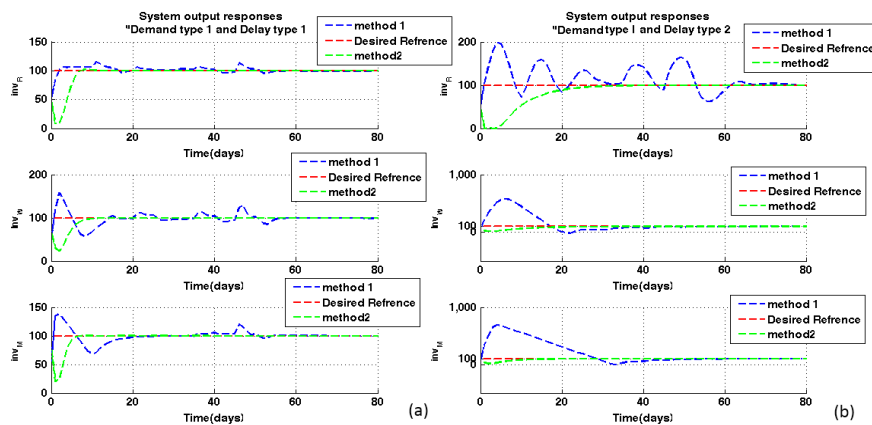 System output responses
"Demand type 1 and Delay type 1
method 1
Desired Refrence
method2
150
100
50
0
inv_R
0
20
40
60
80
Time(days)
method 1
Desired Refrence
method2
200
100
0
inv_W
0
20
40
60
80
Time(days)
method 1
Desired Refrence
method2
150
100
50
0
inv_M
0
20
40
60
80
Time(days)
(a)
System output responses
"Demand type 1 and Delay type 2
method 1
Desired Refrence
method2
200
100
0
inv_R
0
20
40
60
80
Time(days)
method 1
Desired Refrence
method2
1,000
100
0
inv_W
0
20
40
60
80
Time(days)
method 1
Desired Refrence
method2
1,000
100
0
inv_M
0
20
40
60
80
Time(days)
(b)